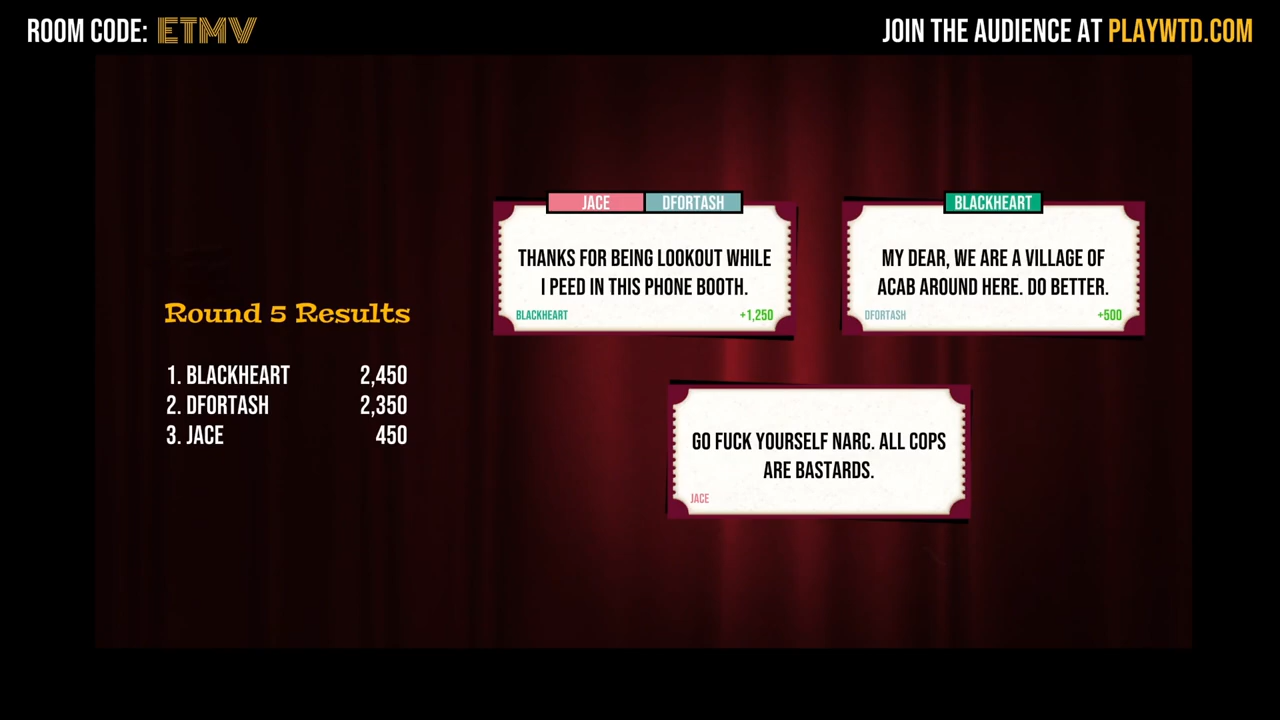 ROOM CODE: ETMV
JOIN THE AUDIENCE AT PLAYWTD.COM
Round 5 Results
1. BLACKHEART 2,450
2. DFORTASH 2,350
3. JACE 450
JACE DFORTASH
THANKS FOR BEING LOOKOUT WHILE
I PEED IN THIS PHONE BOOTH.
BLACKHEART +1,250
BLACKHEART
MY DEAR, WE ARE A VILLAGE OF
ACAB AROUND HERE. DO BETTER.
DFORTASH +500
GO FUCK YOURSELF NARC. ALL COPS
ARE BASTARDS.
JACE